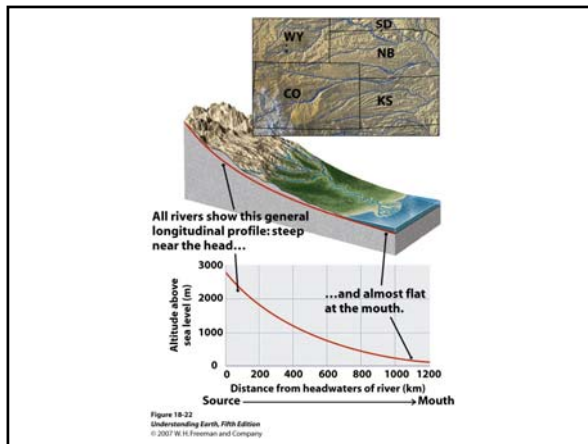 SD
WY
NB
CO
KS
All rivers show this general
longitudinal profile: steep
near the head...
...and almost flat
at the mouth.
3000
2000
1000
0
Altitude above
sea level (m)
0 200 400 600 800 1000 1200
Distance from headwaters of river (km)
Source Mouth
Figure 18-22
Understanding Earth, Fifth Edition
© 2007 W. H. Freeman and Company